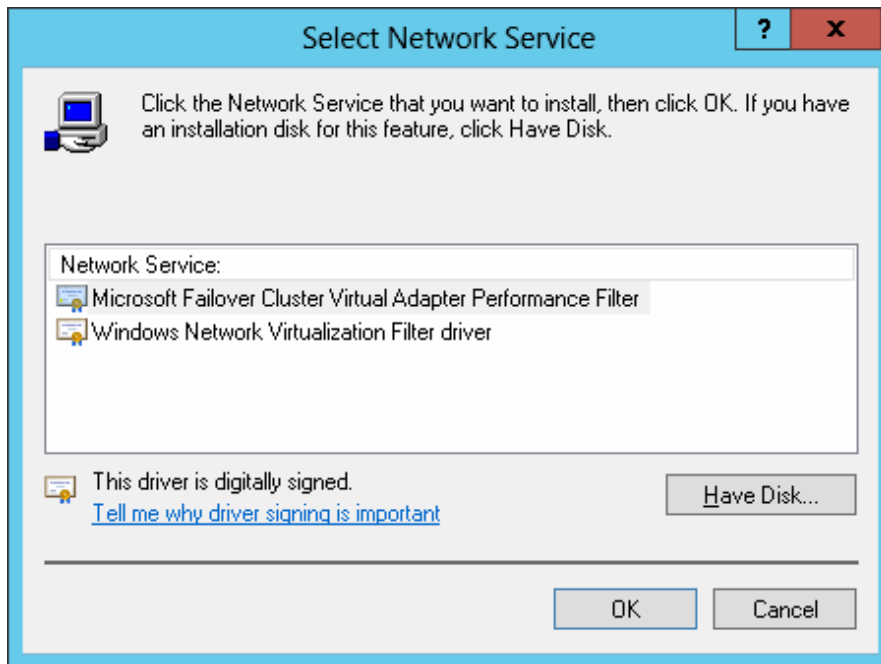 Select Network Service
?
x
Click the Network Service that you want to install, then click OK. If you have
an installation disk for this feature, click Have Disk.
Network Service:
Microsoft Failover Cluster Virtual Adapter Performance Filter
Windows Network Virtualization Filter driver
This driver is digitally signed.
Have Disk...
Tell me why driver signing is important
OK
Cancel